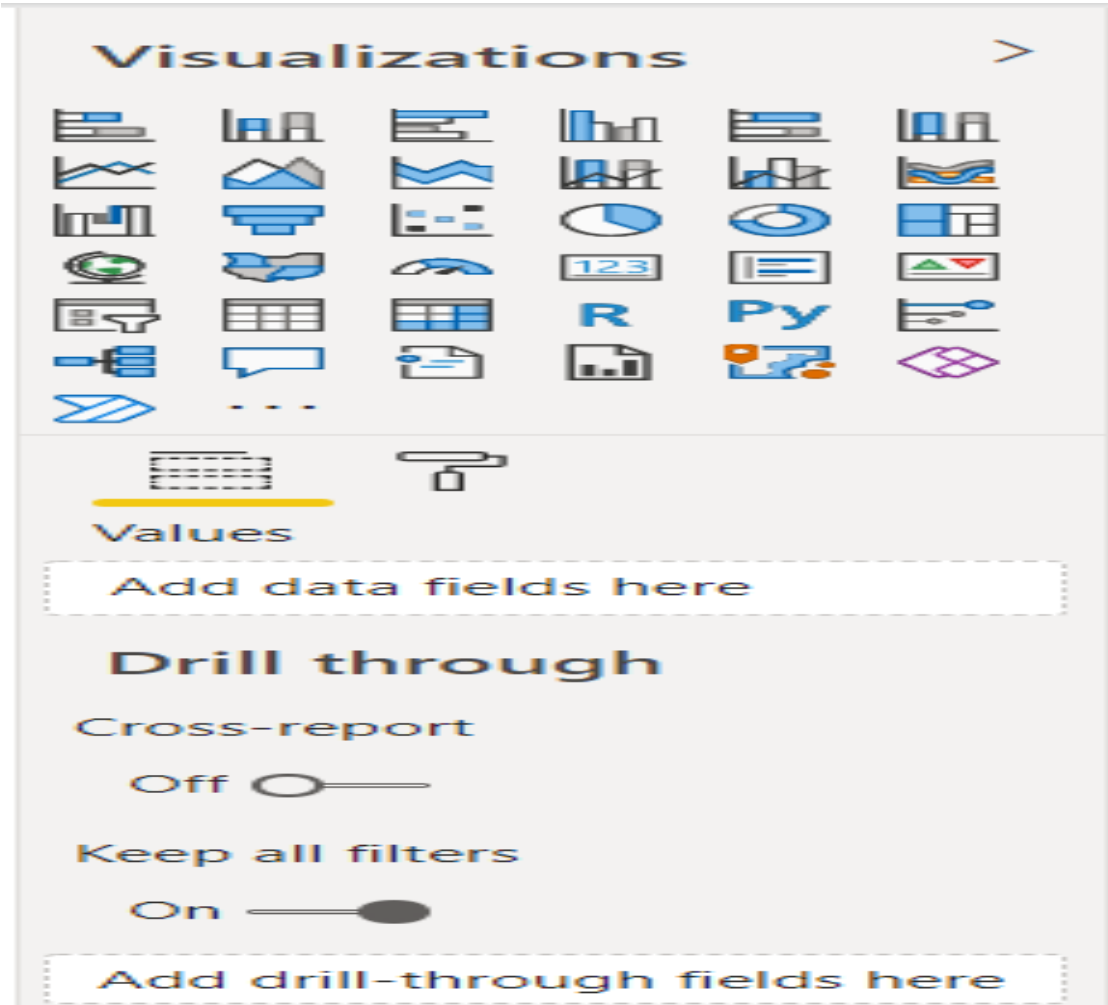 Visualizations >
123
R Py
...
Values
Add data fields here
Drill through
Cross-report
Off
Keep all filters
On
Add drill-through fields here